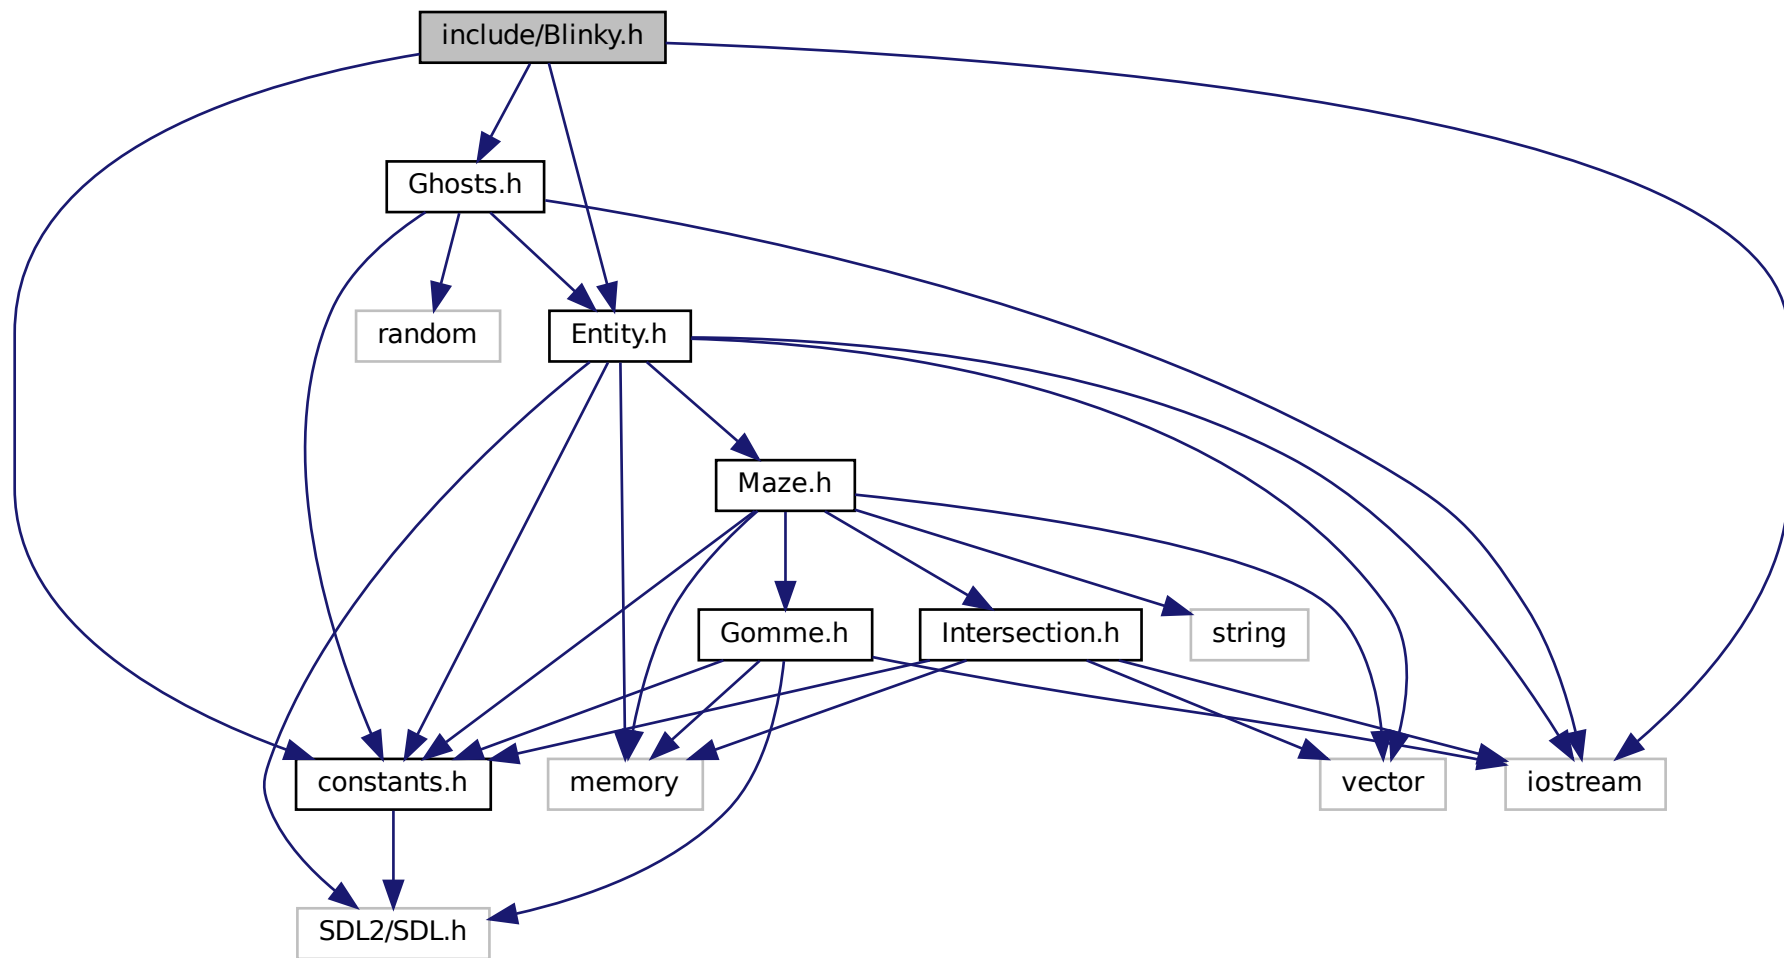 include/Blinky.h
Ghosts.h
random
Entity.h
Maze.h
Gomme.h
Intersection.h
string
constants.h
memory
vector
iostream
SDL2/SDL.h